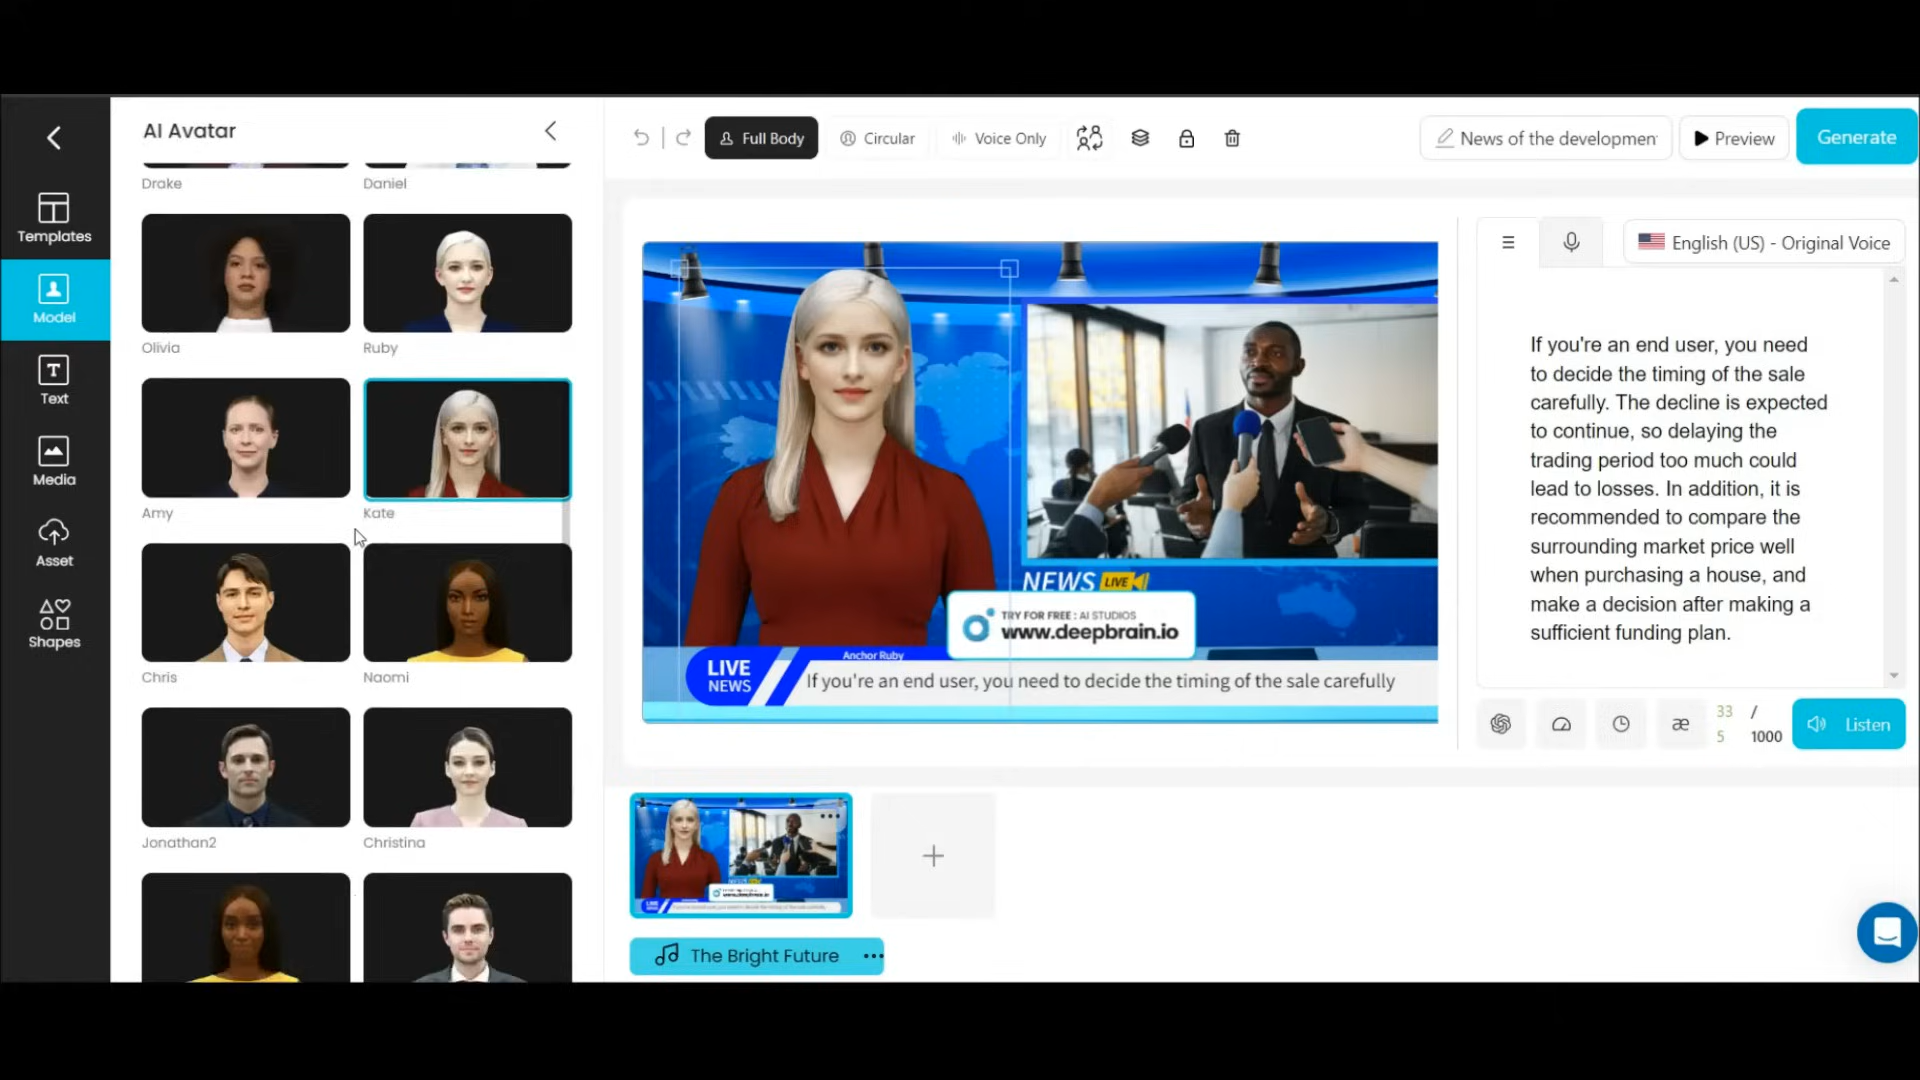 AI Avatar
Full Body
Circular
Voice Only
News of the developmen
Preview
Generate
Templates
Model
Text
Media
Asset
Shapes
Drake
Daniel
Olivia
Ruby
Amy
Kate
Chris
Naomi
Jonathan2
Christina
English (US) - Original Voice
NEWS LIVE
TRY FOR FREE : AI STUDIOS
www.deepbrain.io
Anchor Ruby
LIVE
NEWS
If you're an end user, you need to decide the timing of the sale carefully
If you're an end user, you need
to decide the timing of the sale
carefully. The decline is expected
to continue, so delaying the
trading period too much could
lead to losses. In addition, it is
recommended to compare the
surrounding market price well
when purchasing a house, and
make a decision after making a
sufficient funding plan.
æ
33
5
/
1000
Listen
The Bright Future